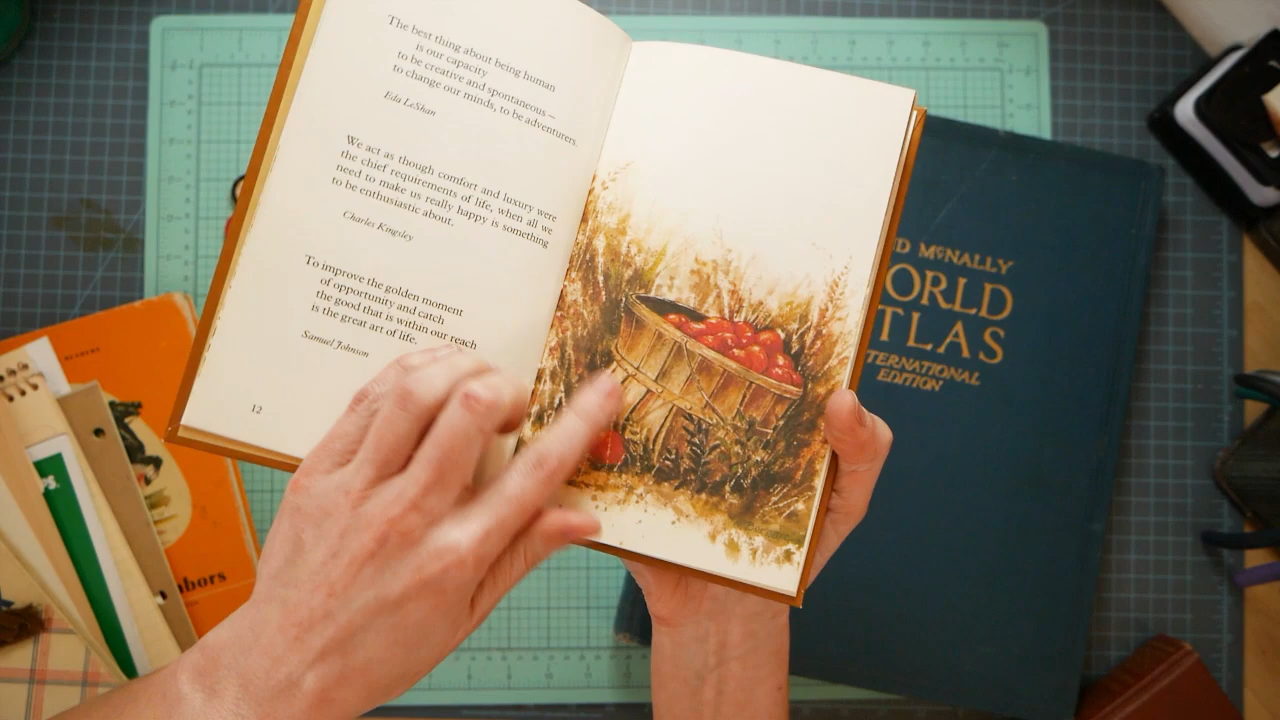 The best thing about being human
is our capacity
to be creative and spontaneous —
to change our minds, to be adventurers.
Eda LeShan
We act as though comfort and luxury were
the chief requirements of life, when all we
need to make us really happy is something
to be enthusiastic about.
Charles Kingsley
To improve the golden moment
of opportunity and catch
the good that is within our reach
is the great art of life.
Samuel Johnson
12
D McNALLY
ORLD
TLAS
TERNATIONAL
EDITION
READERS
bors